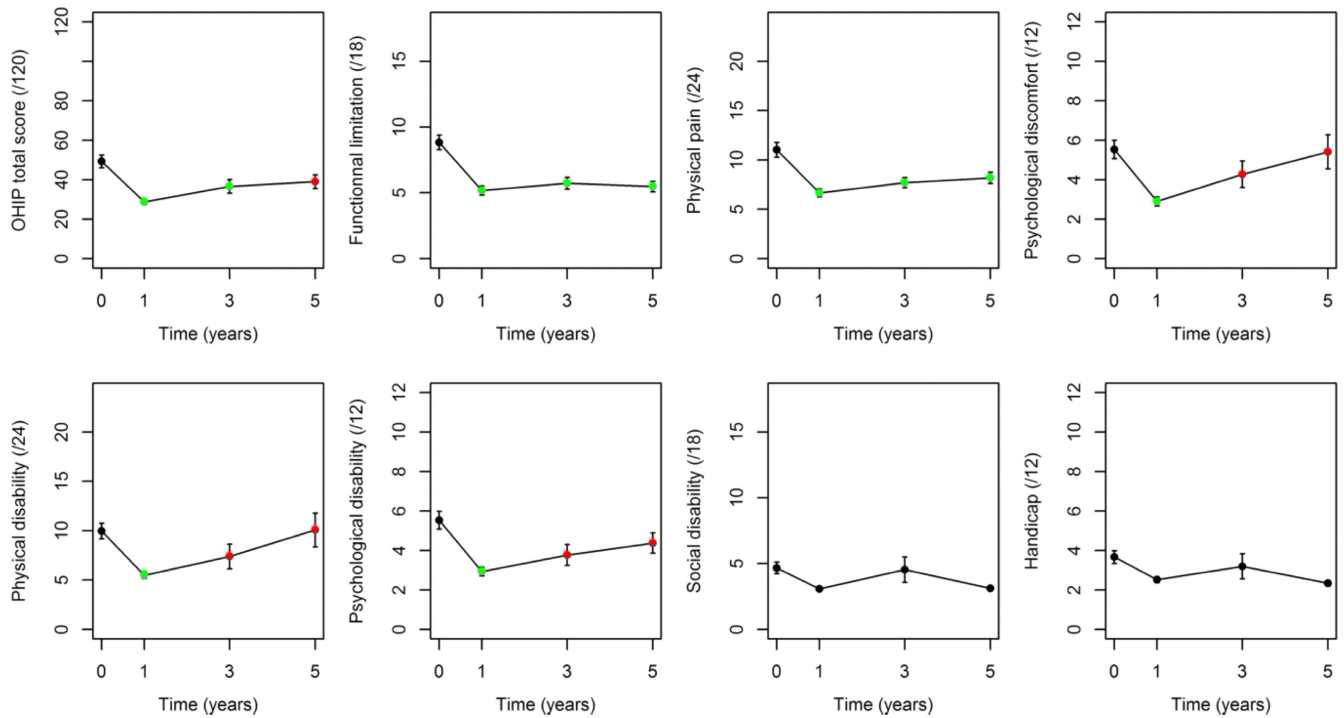 OHIP total score (/120)
0 20 40 60 80 120
0 1 3 5
Time (years)
Functionnal limitation (/18)
0 5 10 15
0 1 3 5
Time (years)
Physical pain (/24)
0 5 10 15 20
0 1 3 5
Time (years)
Psychological discomfort (/12)
0 2 4 6 8 10 12
0 1 3 5
Time (years)
Physical disability (/24)
0 5 10 15 20
0 1 3 5
Time (years)
Psychological disability (/12)
0 2 4 6 8 10 12
0 1 3 5
Time (years)
Social disability (/18)
0 5 10 15
0 1 3 5
Time (years)
Handicap (/12)
0 2 4 6 8 10 12
0 1 3 5
Time (years)